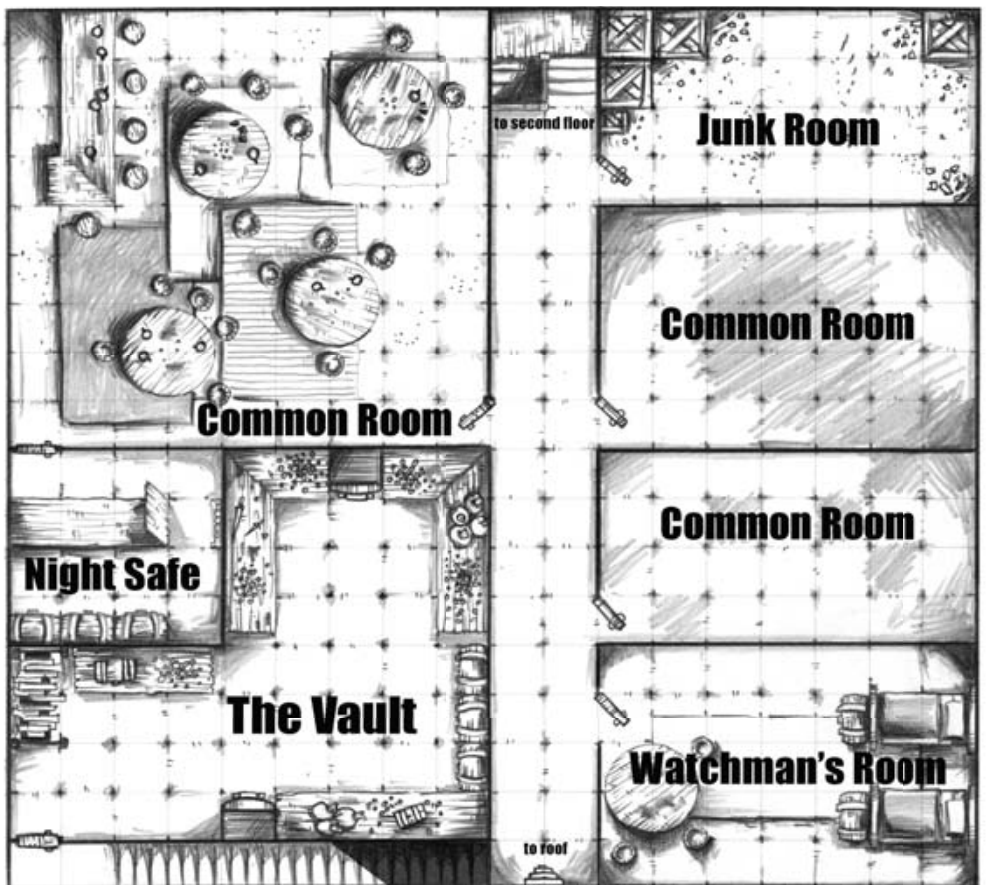 to second floor
Junk Room
Common Room
Common Room
Common Room
Night Safe
The Vault
Watchman's Room
to roof